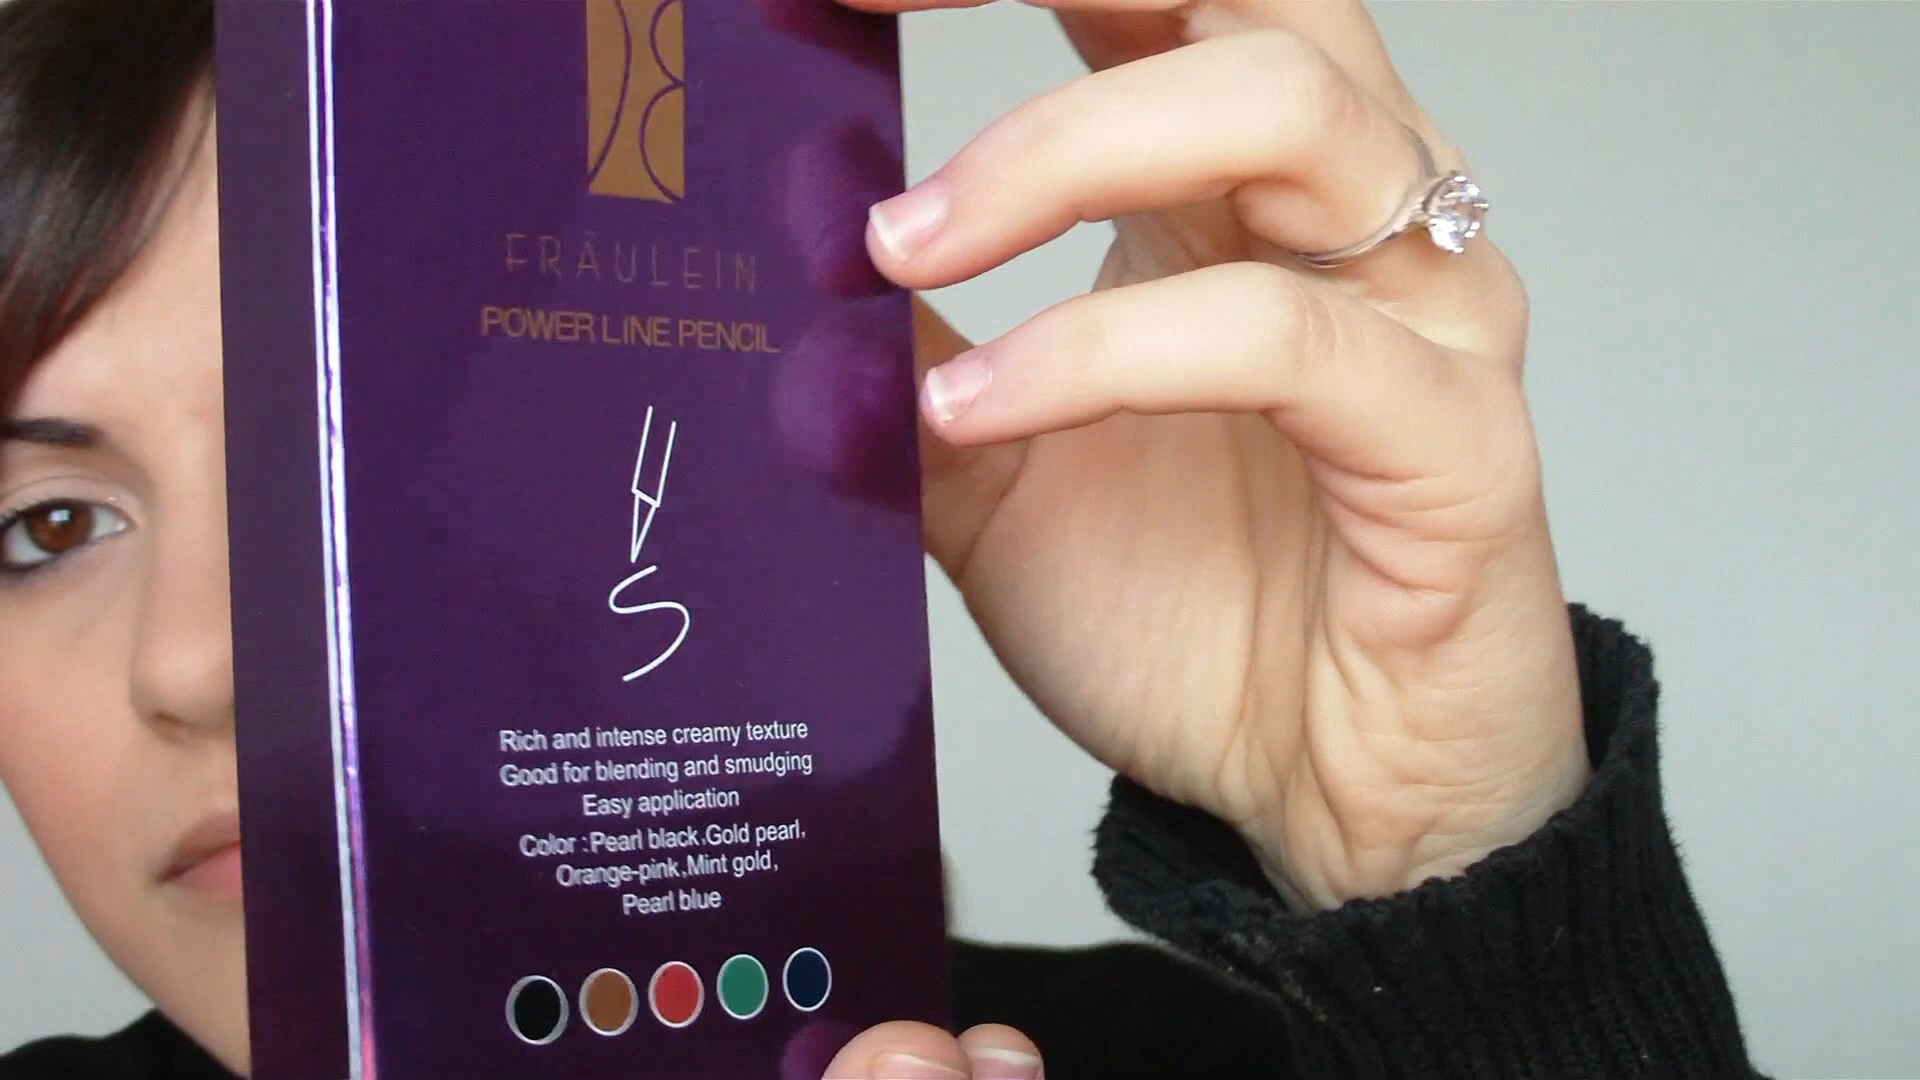 FRÄULEIN
POWER LINE PENCIL
Rich and intense creamy texture
Good for blending and smudging
Easy application
Color : Pearl black, Gold pearl,
Orange-pink, Mint gold,
Pearl blue